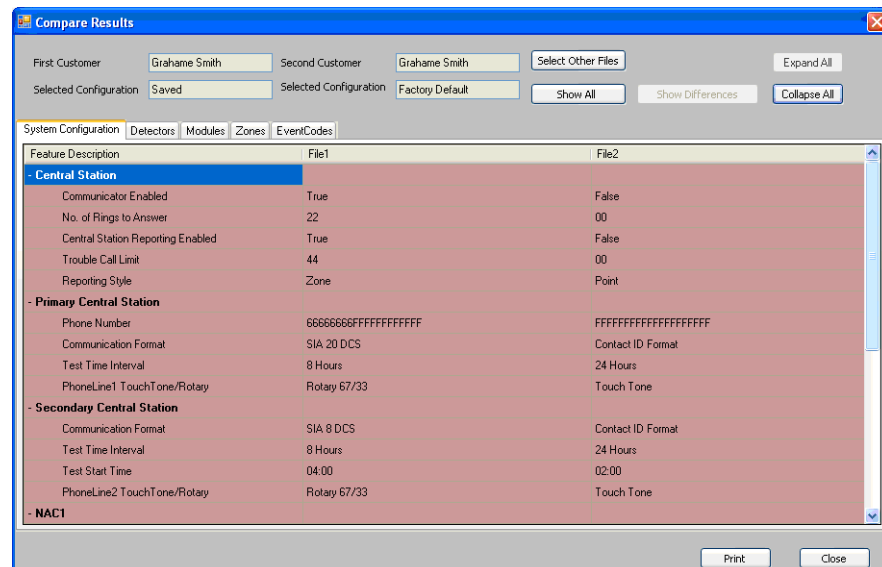 Compare Results
First Customer Grahame Smith Second Customer Grahame Smith Select Other Files Expand All
Selected Configuration Saved Selected Configuration Factory Default Show All Show Differences Collapse All
System Configuration Detectors Modules Zones EventCodes
Feature Description File1 File2
- Central Station
Communicator Enabled True False
No. of Rings to Answer 22 00
Central Station Reporting Enabled True False
Trouble Call Limit 44 00
Reporting Style Zone Point
- Primary Central Station
Phone Number 66666666FFFFFFFFFFFF FFFFFFFFFFFFFFFFFFFF
Communication Format SIA 20 DCS Contact ID Format
Test Time Interval 8 Hours 24 Hours
PhoneLine1 TouchTone/Rotary Rotary 67/33 Touch Tone
- Secondary Central Station
Communication Format SIA 8 DCS Contact ID Format
Test Time Interval 8 Hours 24 Hours
Test Start Time 04:00 02:00
PhoneLine2 TouchTone/Rotary Rotary 67/33 Touch Tone
- NAC1
Print Close